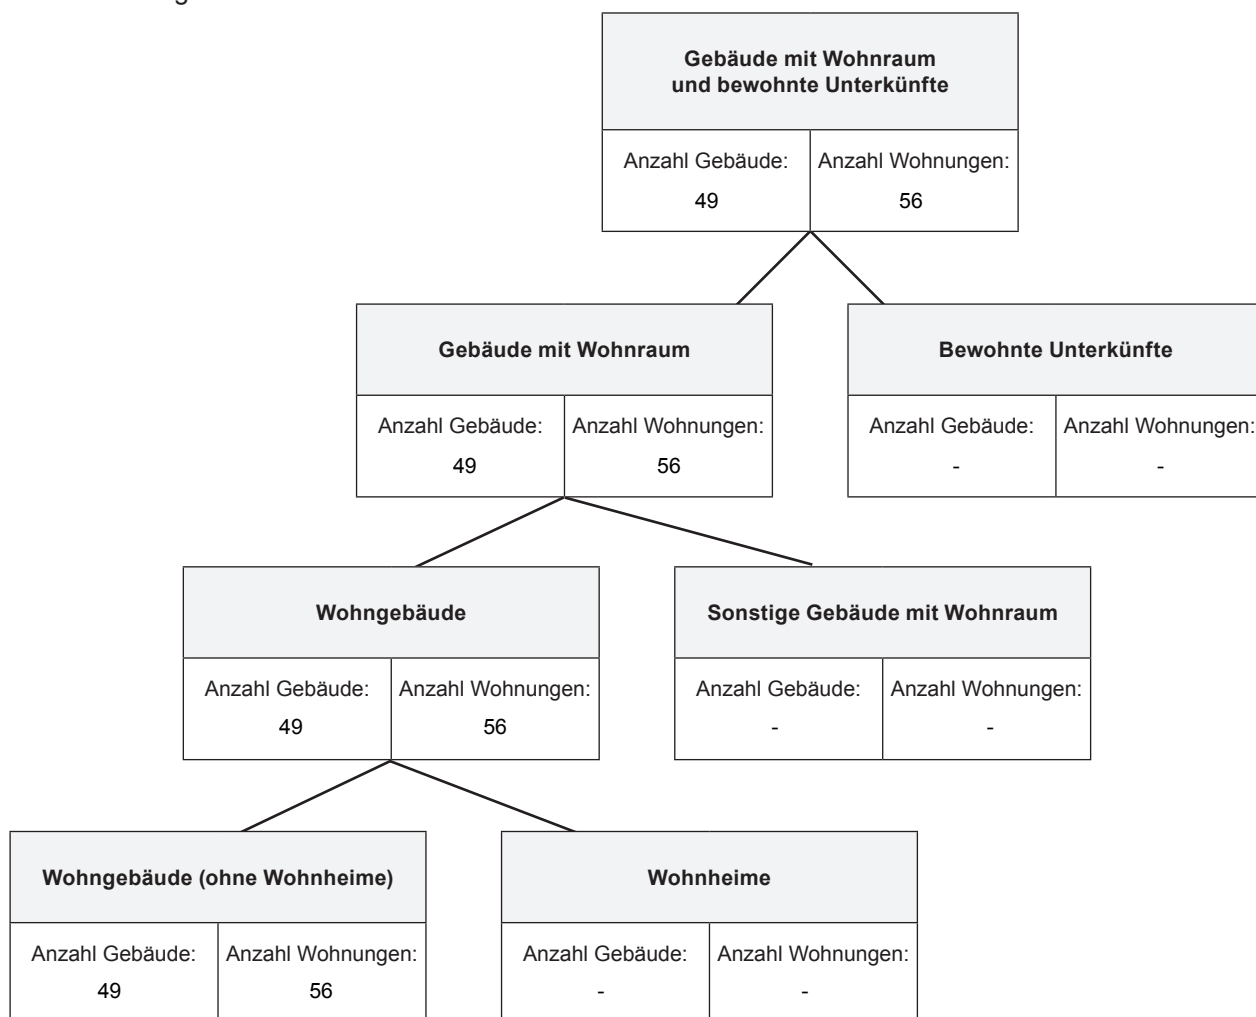 Gebäude mit Wohnraum
und bewohnte Unterkünfte
Anzahl Gebäude: Anzahl Wohnungen:
49 56
Gebäude mit Wohnraum
Bewohnte Unterkünfte
Anzahl Gebäude: Anzahl Wohnungen:
49 56
Anzahl Gebäude: Anzahl Wohnungen:
- -
Wohngebäude
Sonstige Gebäude mit Wohnraum
Anzahl Gebäude: Anzahl Wohnungen:
49 56
Anzahl Gebäude: Anzahl Wohnungen:
- -
Wohngebäude (ohne Wohnheime)
Wohnheime
Anzahl Gebäude: Anzahl Wohnungen:
49 56
Anzahl Gebäude: Anzahl Wohnungen:
- -